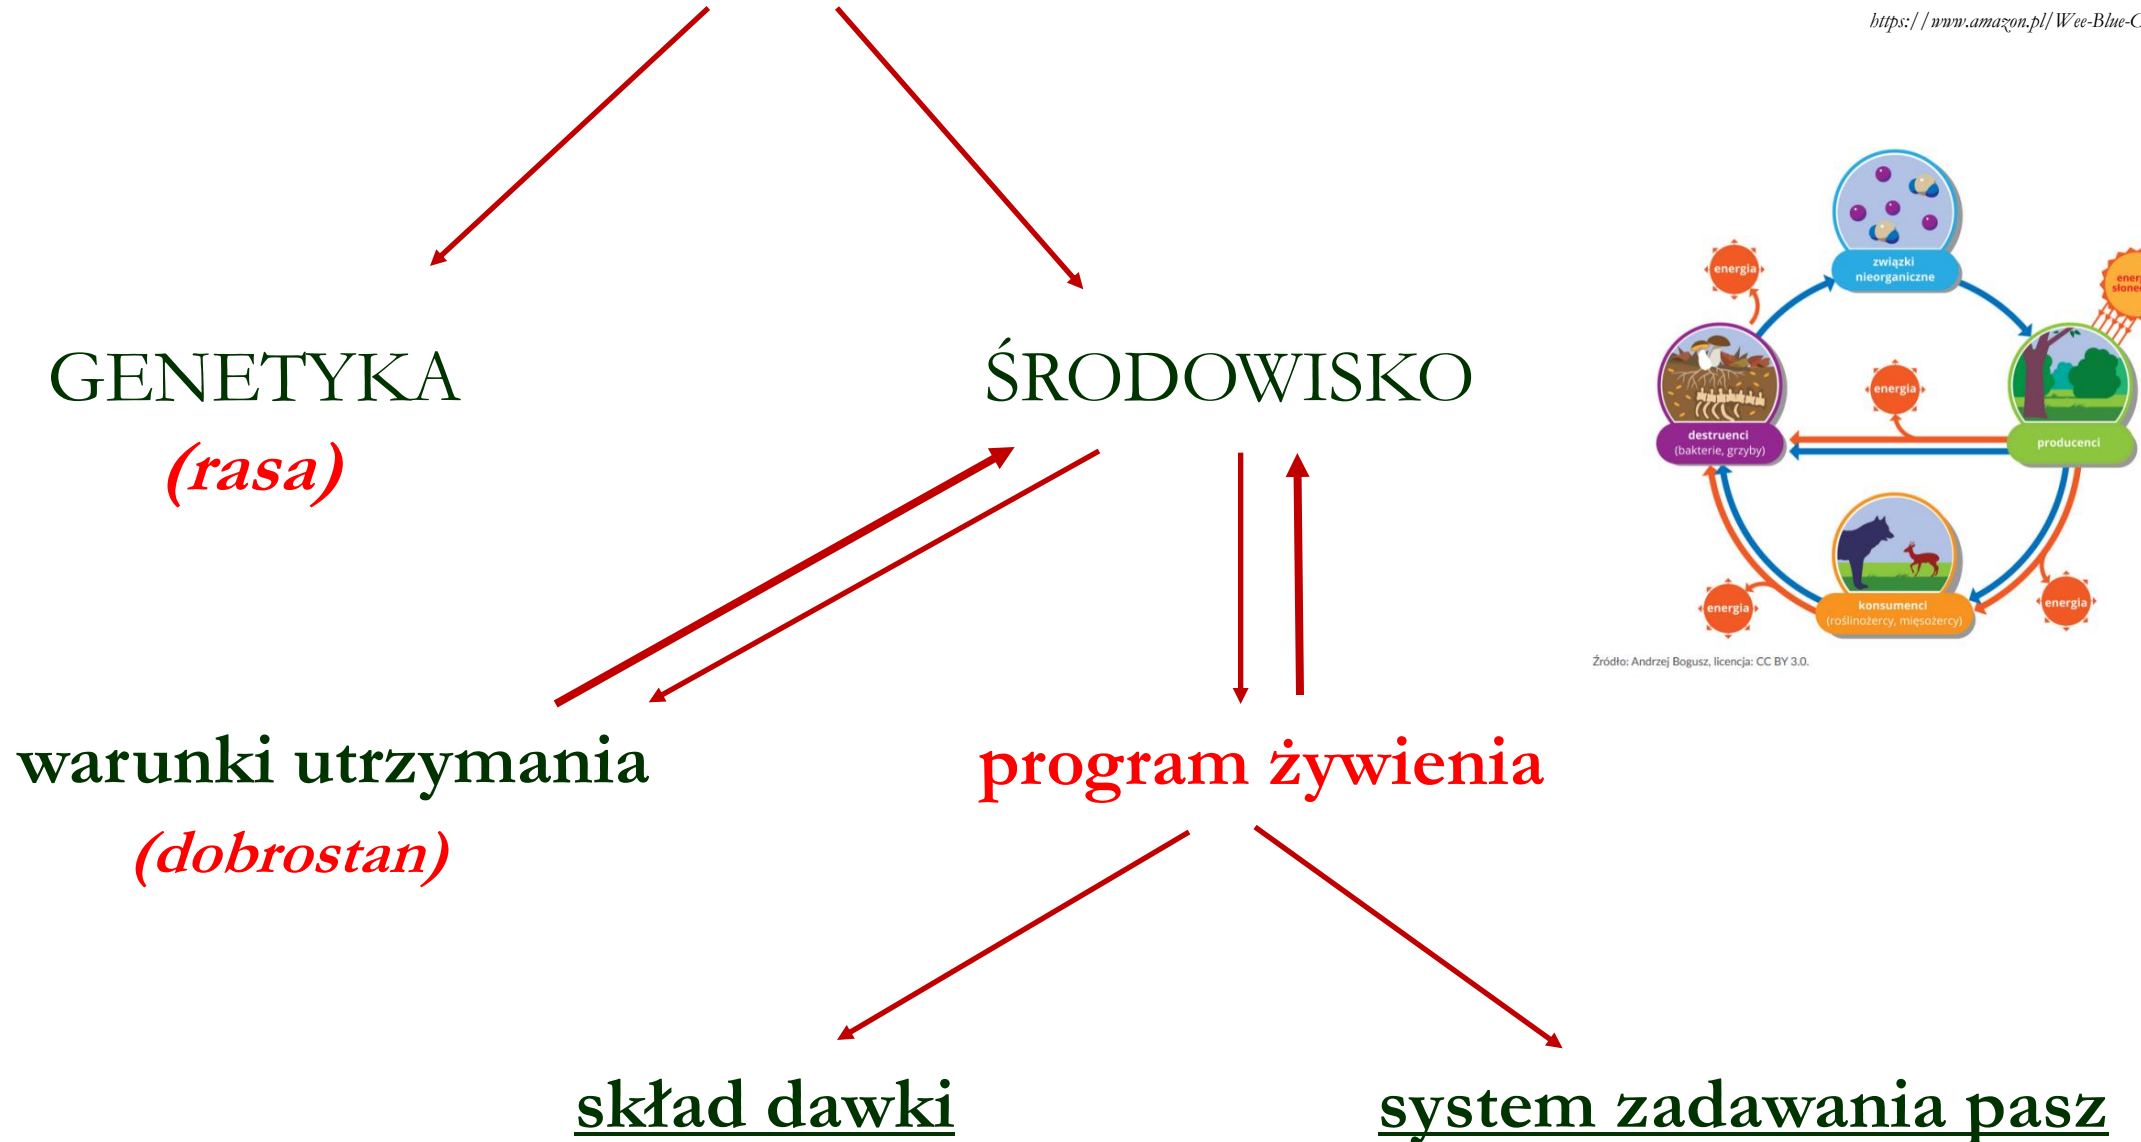 https://www.amazon.pl/Wee-Blue-C
związki
nieorganiczne
energia
energia
destruenci
(bakterie, grzyby)
producenci
energia
konsumenci
(roślinożercy, mięsożercy)
energia
Źródło: Andrzej Bogusz, licencja: CC BY 3.0.
GENETYKA
(rasa)
ŚRODOWISKO
warunki utrzymania
(dobrostan)
program żywienia
skład dawki
system zadawania pasz